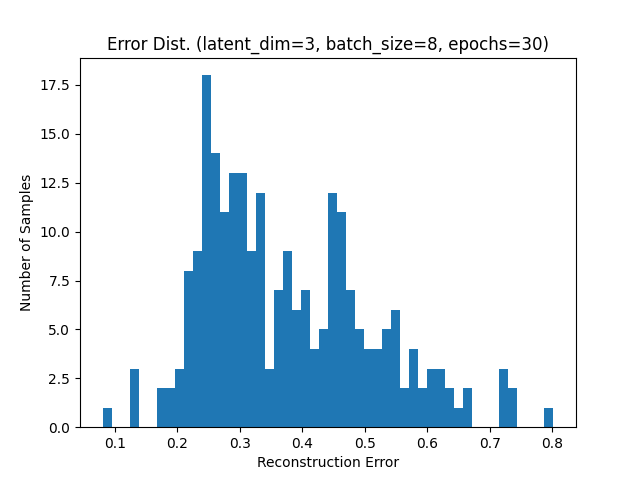 Error Dist. (latent_dim=3, batch_size=8, epochs=30)
17.5
15.0
12.5
10.0
7.5
5.0
2.5
0.0
Number of Samples
0.1 0.2 0.3 0.4 0.5 0.6 0.7 0.8
Reconstruction Error